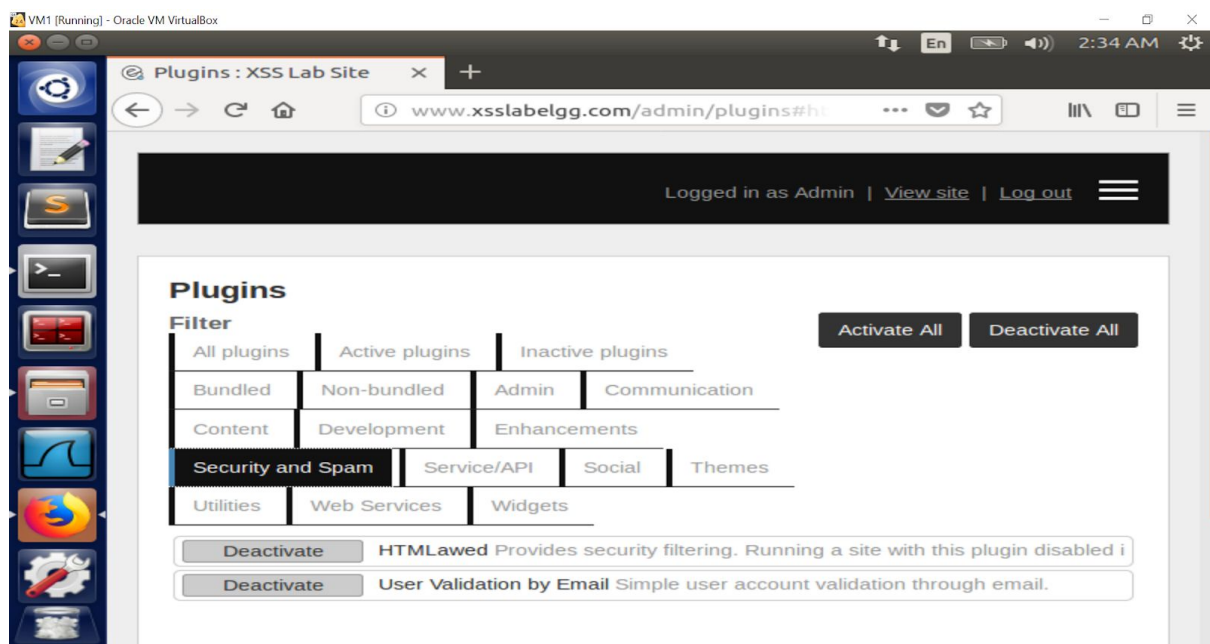 VM1 [Running] - Oracle VM VirtualBox
En 2:34 AM
Plugins : XSS Lab Site
www.xsslabelgg.com/admin/plugins#h
Logged in as Admin | View site | Log out
Plugins
Filter
Activate All Deactivate All
All plugins Active plugins Inactive plugins
Bundled Non-bundled Admin Communication
Content Development Enhancements
Security and Spam Service/API Social Themes
Utilities Web Services Widgets
Deactivate HTMLawed Provides security filtering. Running a site with this plugin disabled i
Deactivate User Validation by Email Simple user account validation through email.